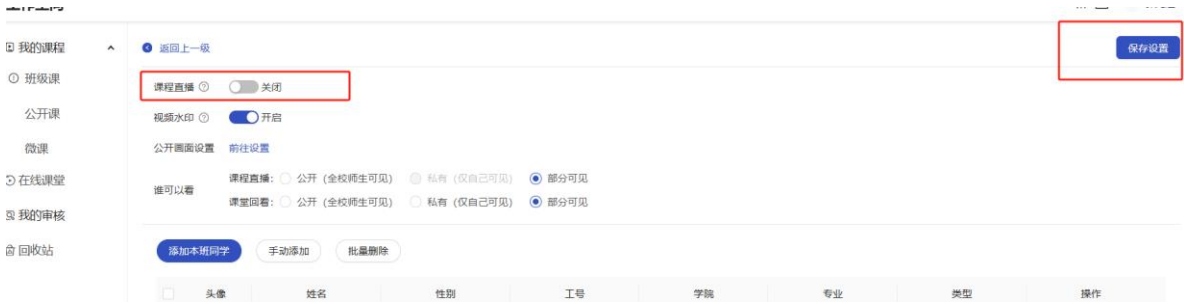 我的课程
返回上一级
保存设置
班级课
课程直播 关闭
公开课
视频水印 开启
微课
公开画面设置 前往设置
在线课堂
谁可以看
课程直播: 公开 (全校师生可见) 私有 (仅自己可见) 部分可见
课堂回看: 公开 (全校师生可见) 私有 (仅自己可见) 部分可见
我的审核
回收站
添加本班同学 手动添加 批量删除
头像 姓名 性别 工号 学院 专业 类型 操作